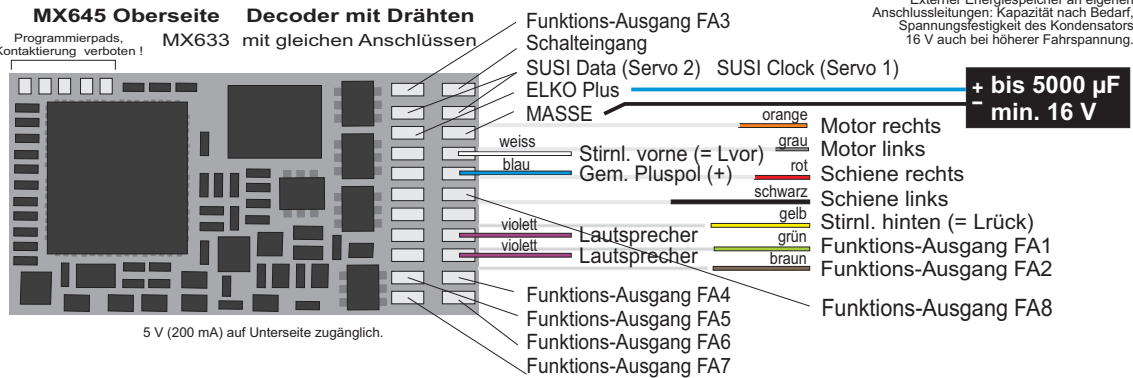 MX645 Oberseite Decoder mit Drähten
MX633 mit gleichen Anschlüssen
Programmierpads,
Kontaktierung verboten !
Externer Energiespeicher an eigenen
Anschlussleitungen: Kapazität nach Bedarf,
Spannungsfestigkeit des Kondensators
16 V auch bei höherer Fahrspannung.
Funktions-Ausgang FA3
Schalteingang
SUSI Data (Servo 2) SUSI Clock (Servo 1)
ELKO Plus
MASSE
+ bis 5000 µF
– min. 16 V
orange Motor rechts
weiss Stirnl. vorne (= Lvor)
grau Motor links
blau Gem. Pluspol (+)
rot Schiene rechts
schwarz Schiene links
gelb Stirnl. hinten (= Lrück)
violett Lautsprecher
grün Funktions-Ausgang FA1
violett Lautsprecher
braun Funktions-Ausgang FA2
Funktions-Ausgang FA4
Funktions-Ausgang FA8
Funktions-Ausgang FA5
Funktions-Ausgang FA6
Funktions-Ausgang FA7
5 V (200 mA) auf Unterseite zugänglich.